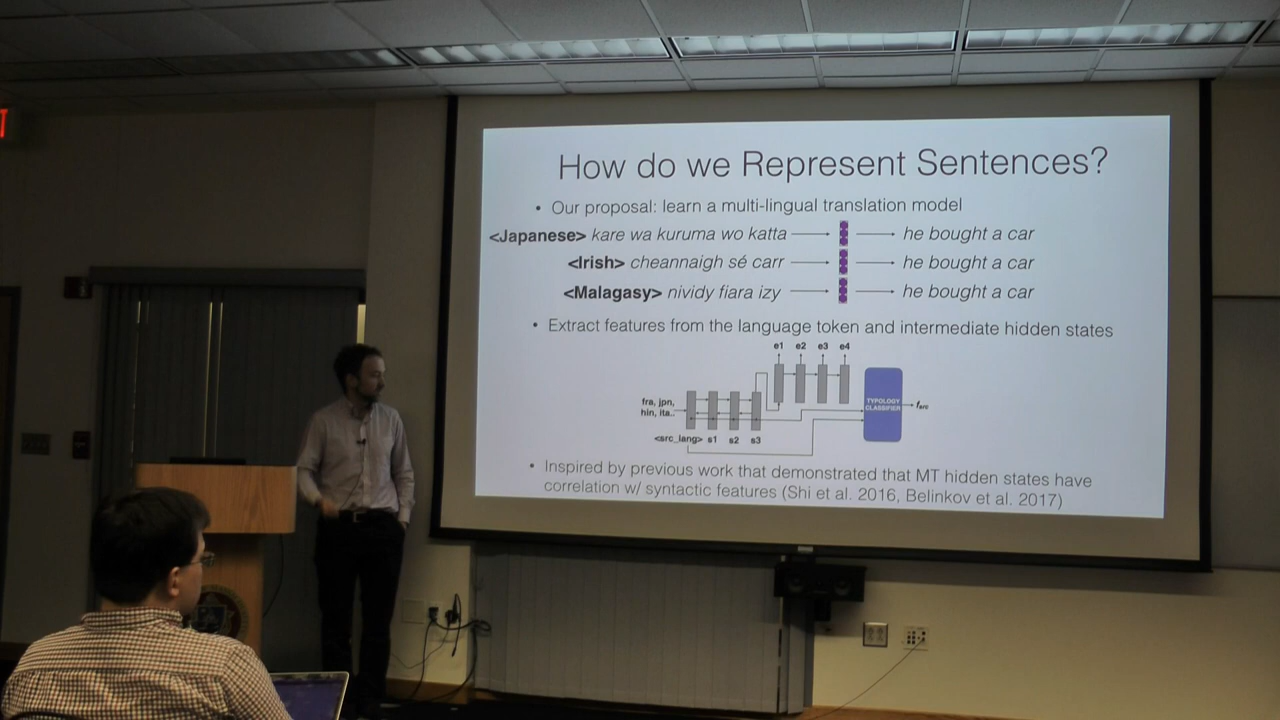 How do we Represent Sentences?
• Our proposal: learn a multi-lingual translation model
<Japanese> kare wa kuruma wo katta he bought a car
<Irish> cheannaigh sé carr he bought a car
<Malagasy> nividy fiara izy he bought a car
• Extract features from the language token and intermediate hidden states
e1 e2 e3 e4
fra, jpn,
hin, ita..
TYPOLOGY
CLASSIFIER
fsrc
<src_lang> s1 s2 s3
• Inspired by previous work that demonstrated that MT hidden states have
correlation w/ syntactic features (Shi et al. 2016, Belinkov et al. 2017)